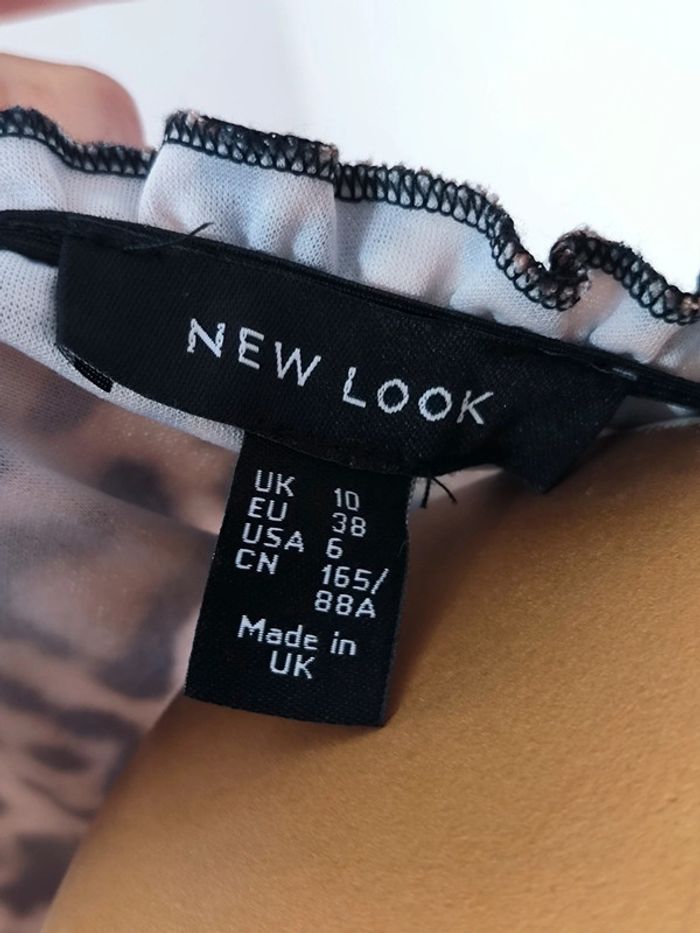 NEW LOOK
UK 10
EU 38
USA 6
CN 165/
88A
Made in
UK